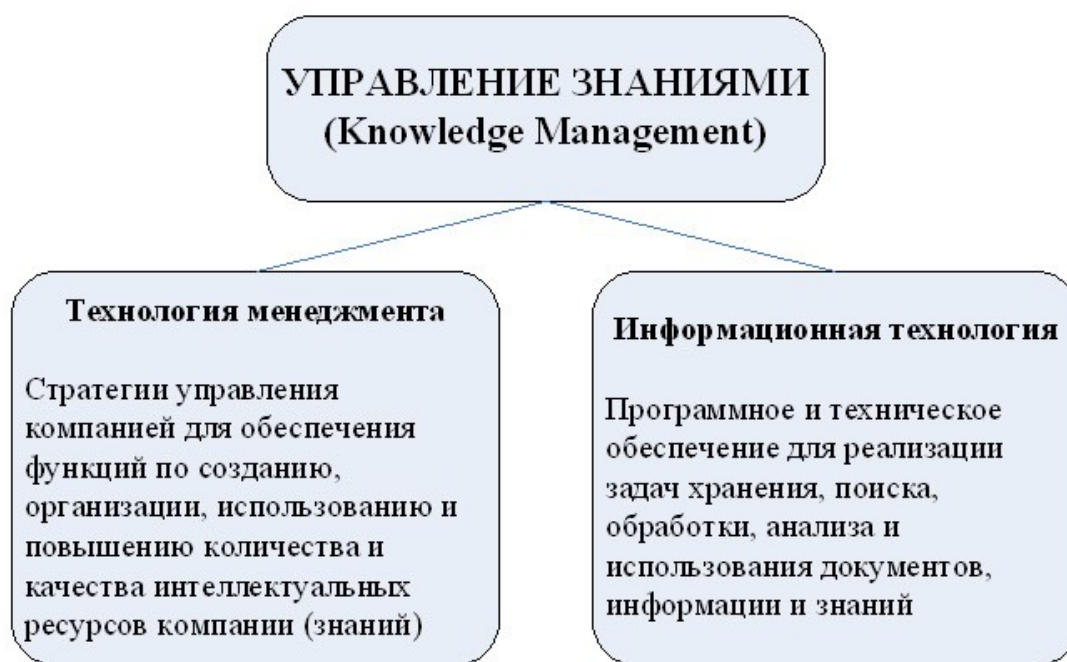 УПРАВЛЕНИЕ ЗНАНИЯМИ
(Knowledge Management)
Технология менеджмента
Стратегии управления
компанией для обеспечения
функций по созданию,
организации, использованию и
повышению количества и
качества интеллектуальных
ресурсов компании (знаний)
Информационная технология
Программное и техническое
обеспечение для реализации
задач хранения, поиска,
обработки, анализа и
использования документов,
информации и знаний